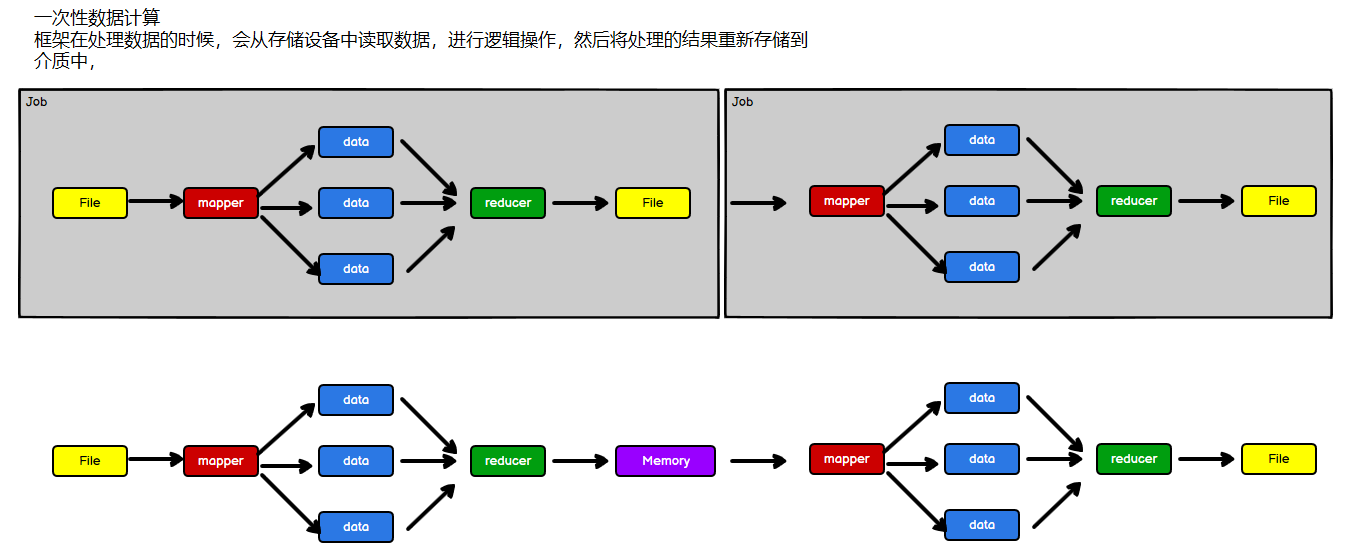 一次性数据计算
框架在处理数据的时候，会从存储设备中读取数据，进行逻辑操作，然后将处理的结果重新存储到
介质中，
Job
data
File
mapper
data
reducer
File
data
Job
data
mapper
data
reducer
File
data
data
File
mapper
data
reducer
Memory
data
data
mapper
data
reducer
File
data